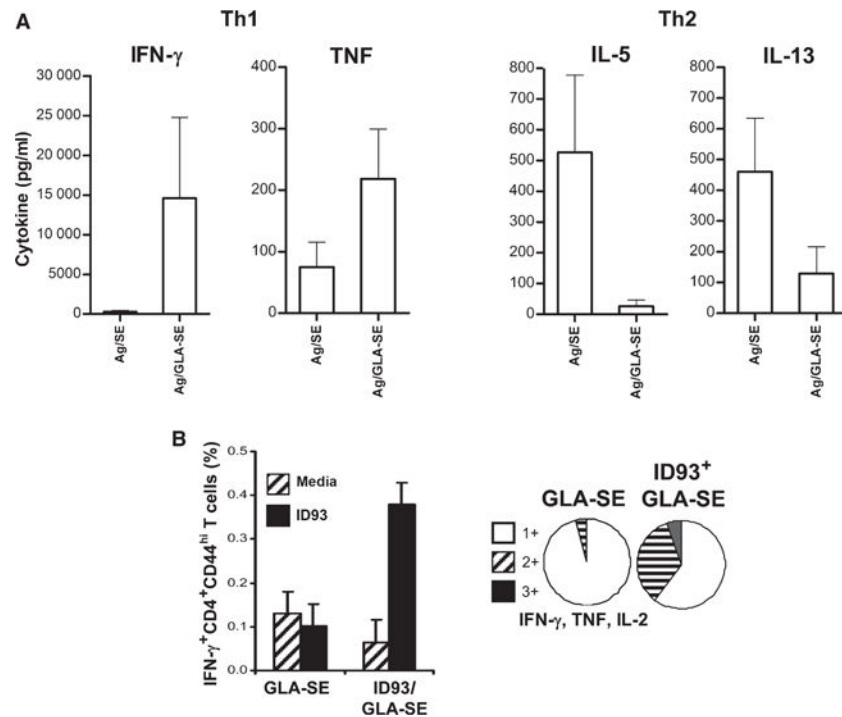 A
Th1
Th2
IFN-γ
TNF
IL-5
IL-13
Cytokine (pg/ml)
30 000
25 000
20 000
15 000
10 000
5000
0
Ag/SE
Ag/GLA-SE
400
300
200
100
0
Ag/SE
Ag/GLA-SE
800
700
600
500
400
300
200
100
0
Ag/SE
Ag/GLA-SE
800
700
600
500
400
300
200
100
0
Ag/SE
Ag/GLA-SE
B
IFN-γ+CD4+CD44hi T cells (%)
0.5
0.4
0.3
0.2
0.1
0.0
Media
ID93
GLA-SE
ID93/
GLA-SE
GLA-SE
ID93+
GLA-SE
1+
2+
3+
IFN-γ, TNF, IL-2